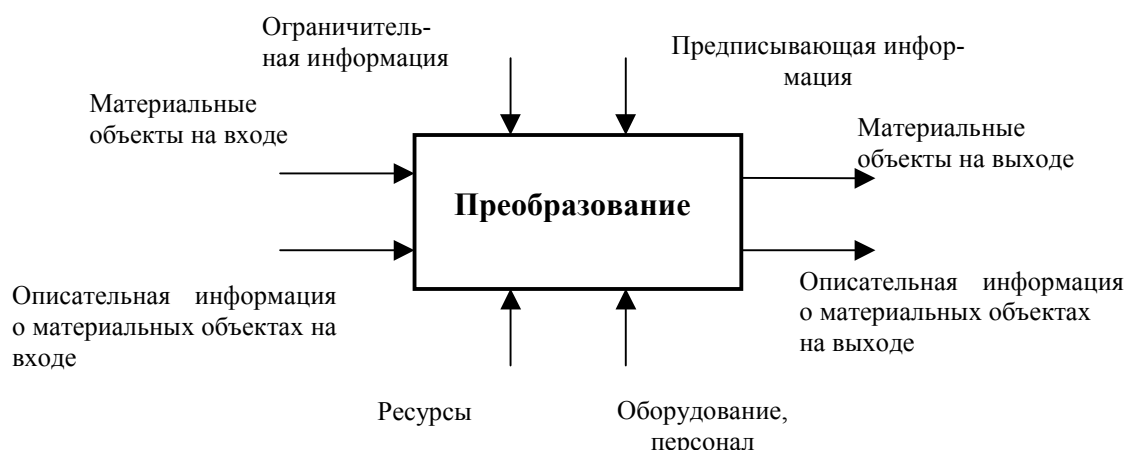 Ограничитель-
ная информация
Предписывающая инфор-
мация
Материальные
объекты на входе
Материальные
объекты на выходе
Преобразование
Описательная информация
о материальных объектах на
входе
Описательная информация
о материальных объектах
на выходе
Ресурсы
Оборудование,
персонал